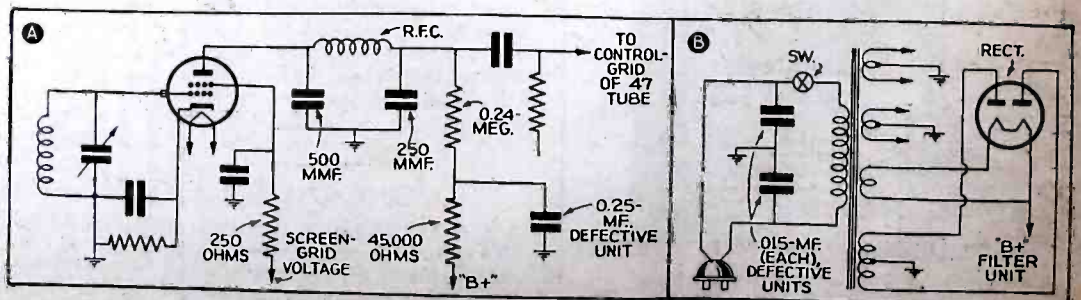 A
R.F.C.
TO
CONTROL-
GRID
OF 47
TUBE
0.24-
MEG.
500
MMF.
250
MMF.
250
OHMS
SCREEN-
GRID
VOLTAGE
45,000
OHMS
"B+"
0.25-
MF.,
DEFECTIVE
UNIT
B
SW.
RECT.
.015-MF.
(EACH),
DEFECTIVE
UNITS
"B+"
FILTER
UNIT